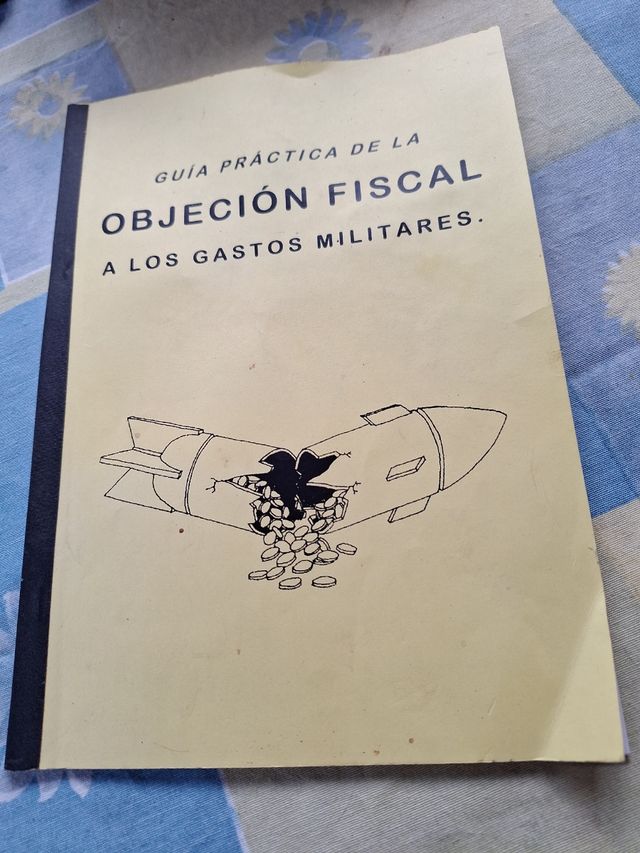 GUÍA PRÁCTICA DE LA
OBJECIÓN FISCAL
A LOS GASTOS MILITARES.